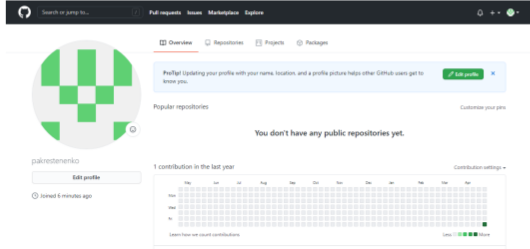 Search or jump to... /
Pull requests Issues Marketplace Explore
Overview Repositories Projects Packages
ProTip! Updating your profile with your name, location, and a profile picture helps other GitHub users get to
know you.
Edit profile
Popular repositories
Customize your pins
You don't have any public repositories yet.
pakrestenenko
Edit profile
Joined 6 minutes ago
1 contribution in the last year
Contribution settings
May Jun Jul Aug Sep Oct Nov Dec Jan Feb Mar Apr
Mon
Wed
Fri
Learn how we count contributions.
Less More